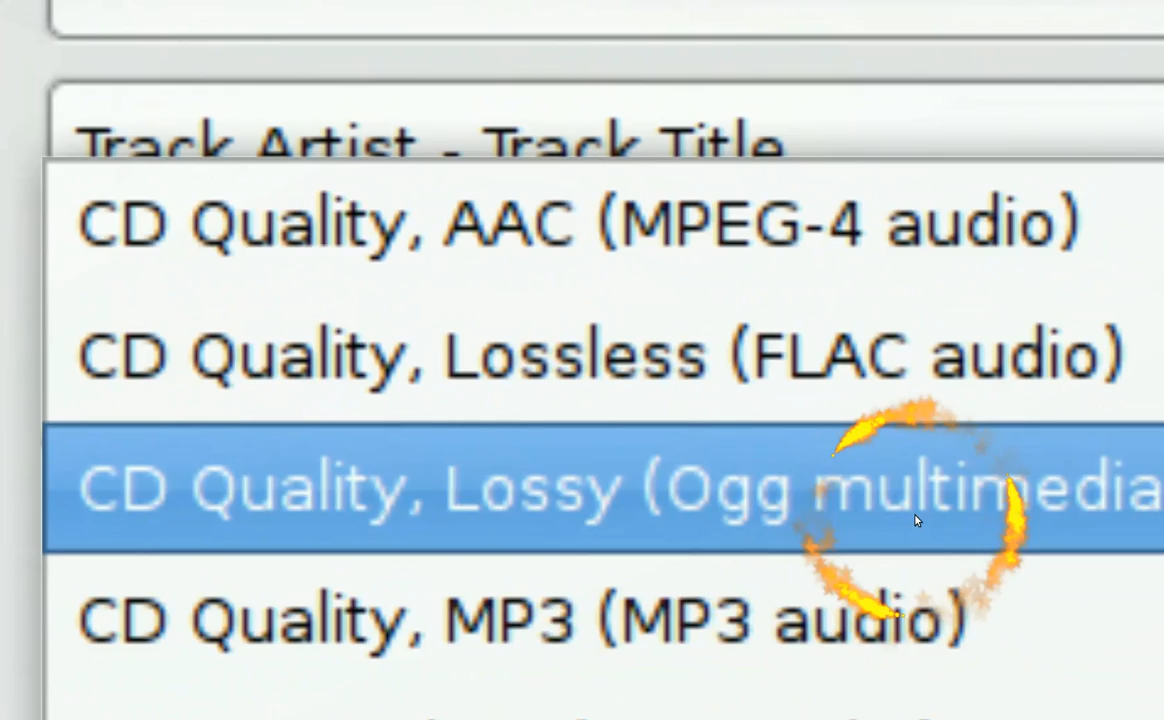 Track Artist - Track Title
CD Quality, AAC (MPEG-4 audio)
CD Quality, Lossless (FLAC audio)
CD Quality, Lossy (Ogg multimedia
CD Quality, MP3 (MP3 audio)